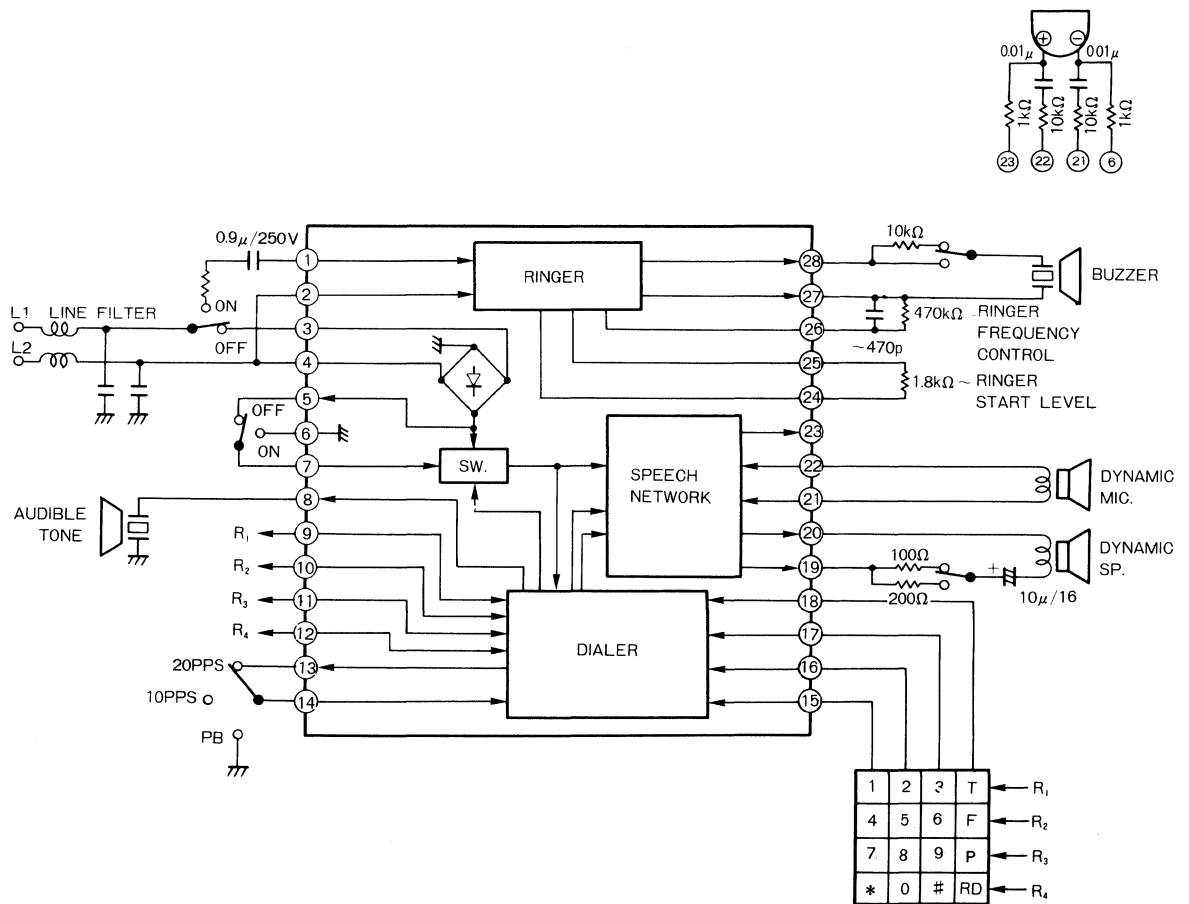 ⊕ ⊖
0.01μ 001μ
1kΩ 10kΩ 10kΩ 1kΩ
23 22 21 6
0.9μ/250V
L1 LINE FILTER
ON
OFF
L2
OFF
ON
AUDIBLE
TONE
R₁
R₂
R₃
R₄
20PPS
10PPS
PB
1
2
3
4
5
6
7
8
9
10
11
12
13
14
RINGER
SW.
SPEECH
NETWORK
DIALER
28
27
26
25
24
23
22
21
20
19
18
17
16
15
10kΩ
BUZZER
470kΩ RINGER
FREQUENCY
CONTROL
~470p
1.8kΩ ~ RINGER
START LEVEL
DYNAMIC
MIC.
DYNAMIC
SP.
100Ω
200Ω
+
10μ/16
1 2 3 T R₁
4 5 6 F R₂
7 8 9 P R₃
* 0 # RD R₄